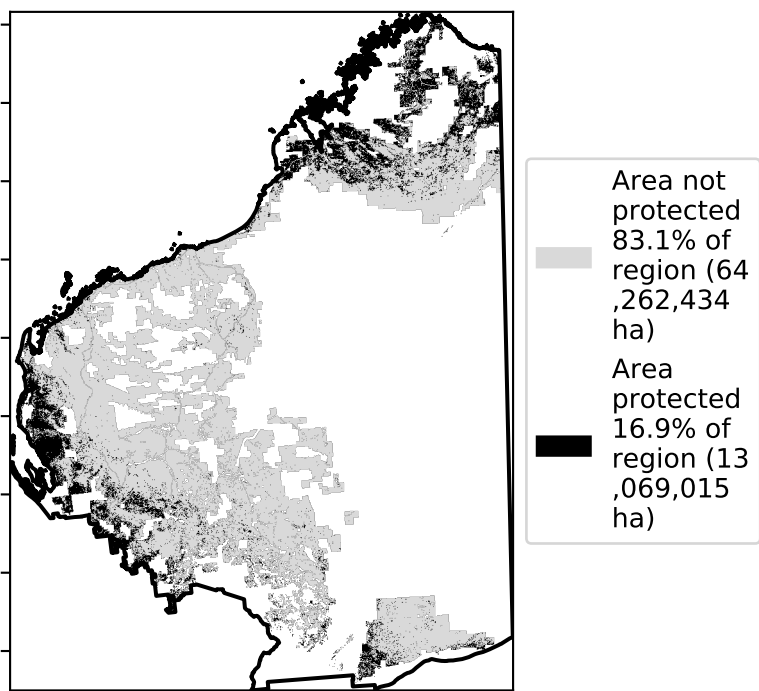 Area not
protected
83.1% of
region (64
,262,434
ha)
Area
protected
16.9% of
region (13
,069,015
ha)